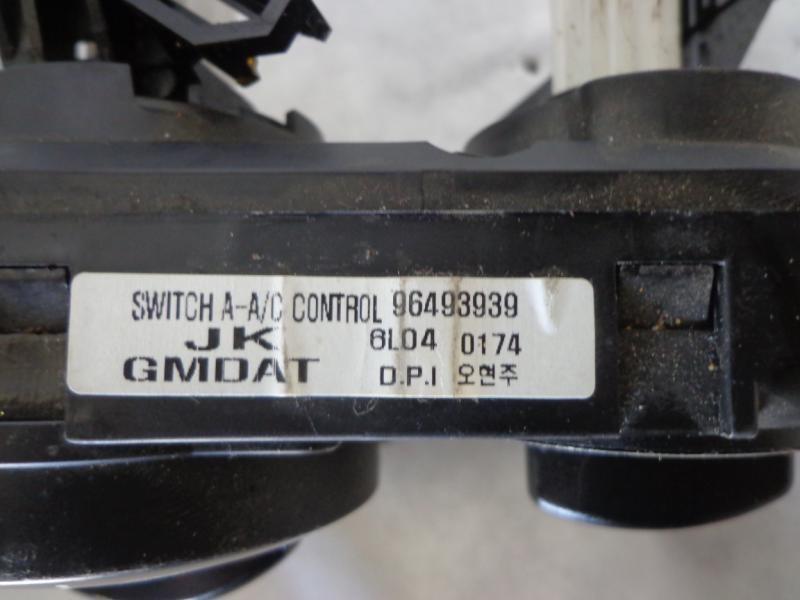 SWITCH A-A/C CONTROL 96493939
JK 6L04 0174
GMDAT D.P.I 오현주